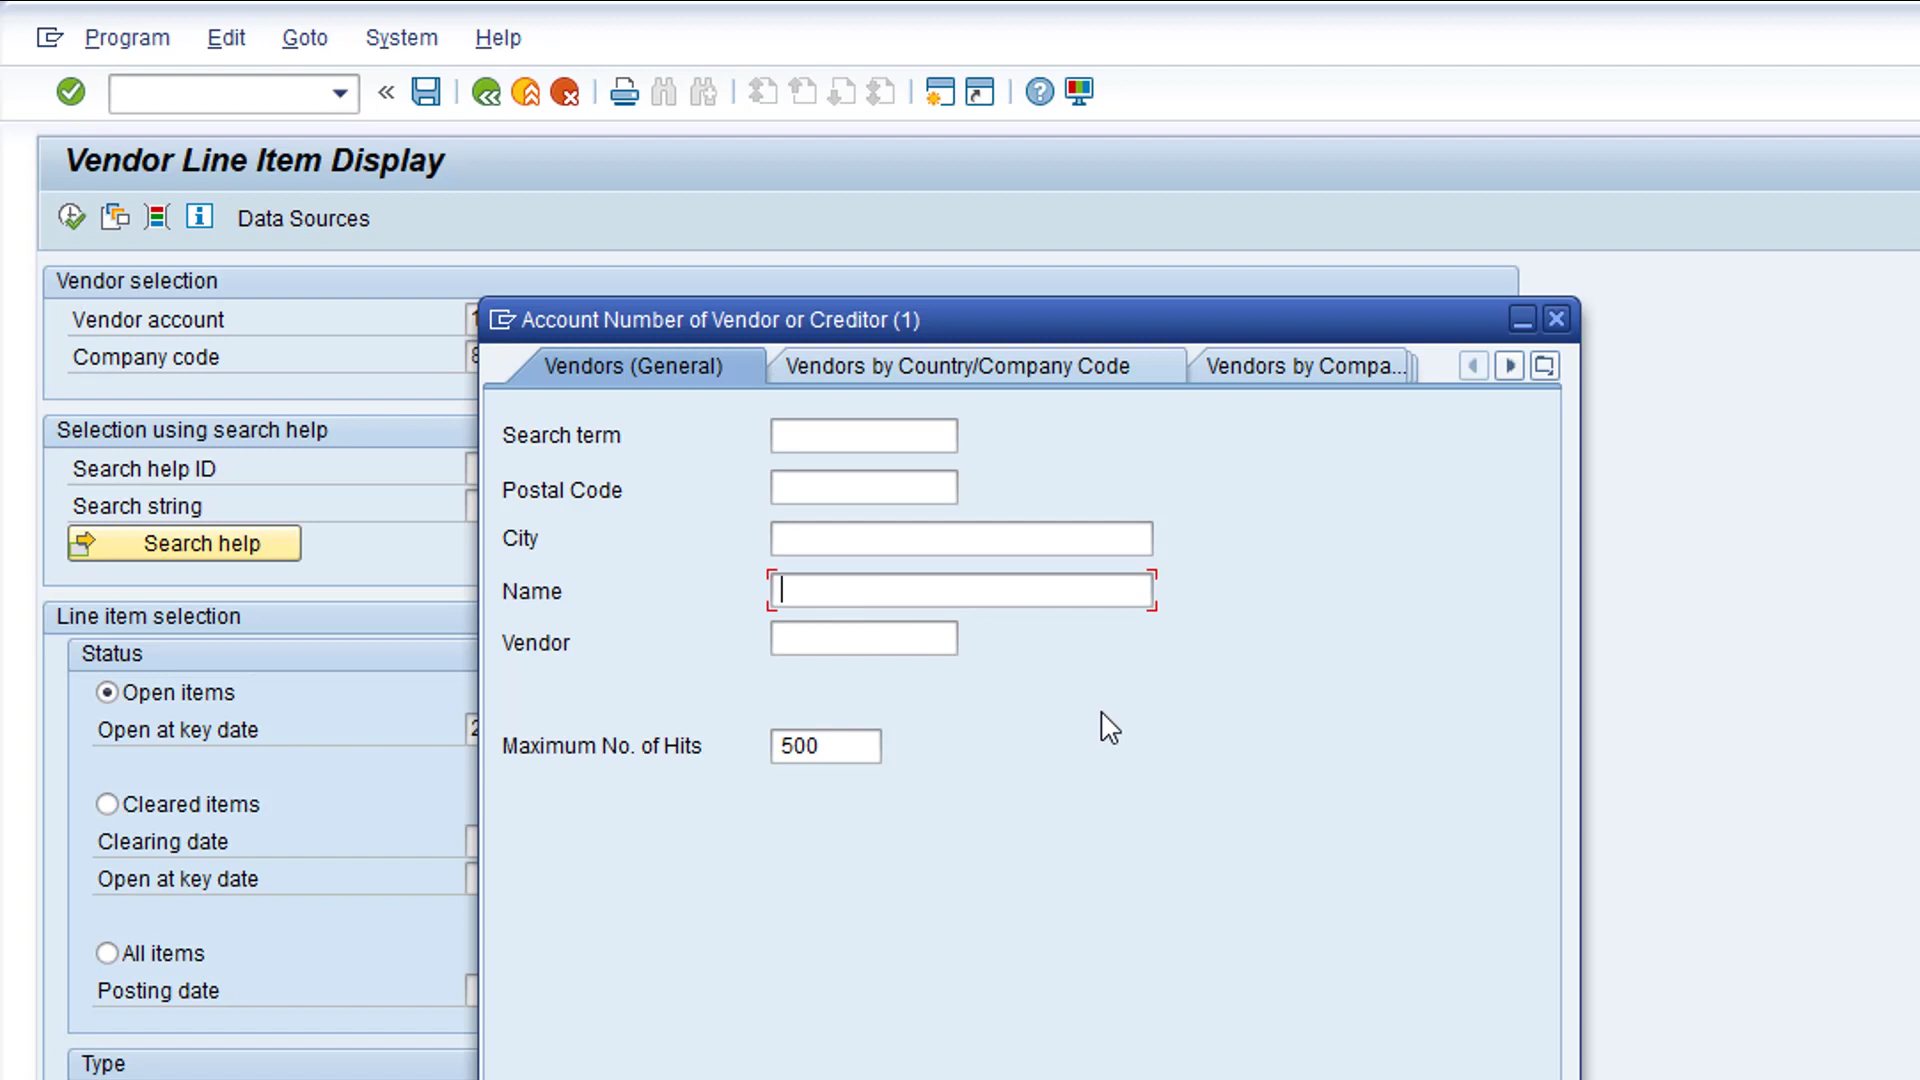 Program Edit Goto System Help
Vendor Line Item Display
Data Sources
Vendor selection
Vendor account
Company code
Selection using search help
Search help ID
Search string
Search help
Line item selection
Status
Open items
Open at key date
Cleared items
Clearing date
Open at key date
All items
Posting date
Type
Account Number of Vendor or Creditor (1)
Vendors (General) Vendors by Country/Company Code Vendors by Compa...
Search term
Postal Code
City
Name
Vendor
Maximum No. of Hits 500